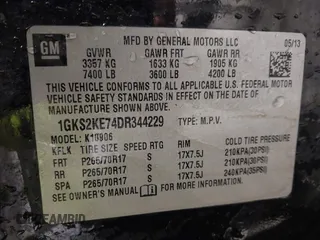 GM
MFD BY GENERAL MOTORS LLC 05/13
GVWR GAWR FRT GAWR RR
3357 KG 1633 KG 1905 KG
7400 LB 3600 LB 4200 LB
THIS VEHICLE CONFORMS TO ALL APPLICABLE U.S. FEDERAL MOTOR
VEHICLE SAFETY STANDARDS IN EFFECT ON THE DATE OF
MANUFACTURE SHOWN ABOVE.
1GKS2KE74DR344229 TYPE: M.P.V.
MODEL: K10906
KFLK TIRE SIZE SPEED RTG RIM COLD TIRE PRESSURE
FRT P265/70R17 S 17X7.5J 210KPA(30PSI)
RR P265/70R17 S 17X7.5J 210KPA(30PSI)
SPA P265/70R17 S 17X7.5J 240KPA(35PSI)
SEE OWNER'S MANUAL